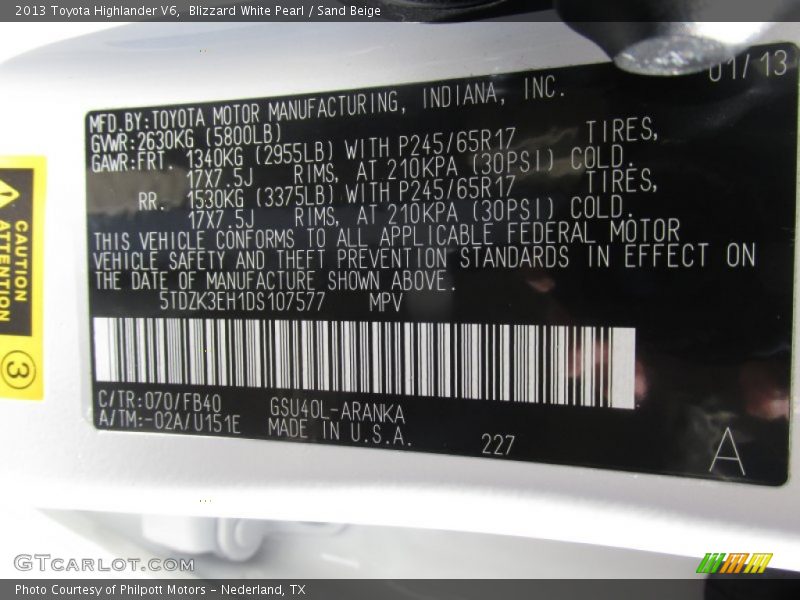 2013 Toyota Highlander V6, Blizzard White Pearl / Sand Beige
01/13
MFD.BY:TOYOTA MOTOR MANUFACTURING, INDIANA, INC.
GVWR:2630KG (5800LB)
GAWR:FRT. 1340KG (2955LB) WITH P245/65R17 TIRES,
17X7.5J RIMS, AT 210KPA (30PSI) COLD.
RR. 1530KG (3375LB) WITH P245/65R17 TIRES,
17X7.5J RIMS, AT 210KPA (30PSI) COLD.
THIS VEHICLE CONFORMS TO ALL APPLICABLE FEDERAL MOTOR
VEHICLE SAFETY AND THEFT PREVENTION STANDARDS IN EFFECT ON
THE DATE OF MANUFACTURE SHOWN ABOVE.
5TDZK3EH1DS107577 MPV
C/TR:070/FB40 GSU40L-ARANKA
A/TM:-02A/U151E MADE IN U.S.A.
227
A
CAUTION
ATTENTION
3
GTCARLOT.COM
Photo Courtesy of Philpott Motors - Nederland, TX